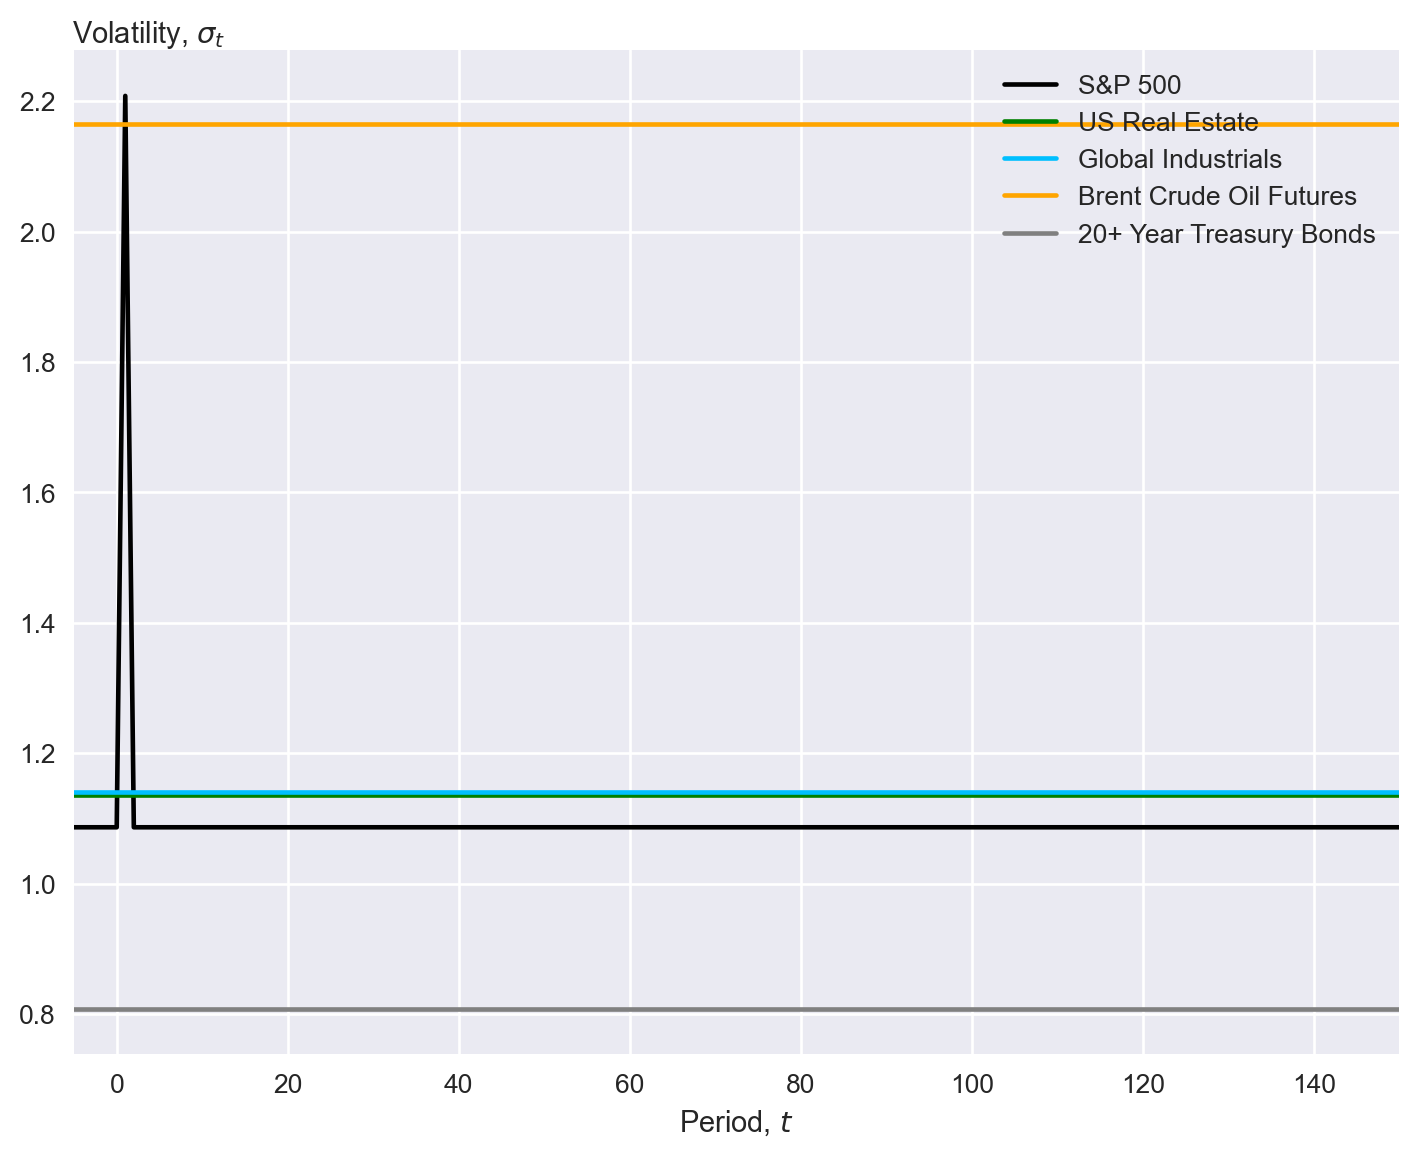 Volatility, σt
2.2
2.0
1.8
1.6
1.4
1.2
1.0
0.8
S&P 500
US Real Estate
Global Industrials
Brent Crude Oil Futures
20+ Year Treasury Bonds
0 20 40 60 80 100 120 140
Period, t